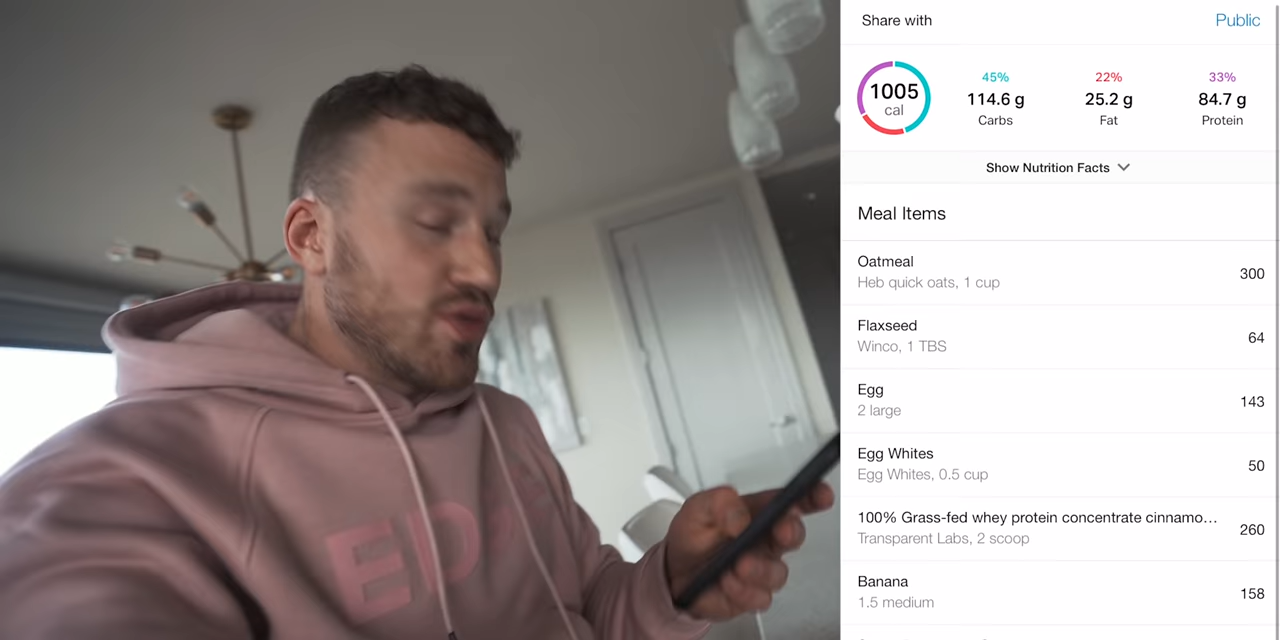 Share with
Public
1005
cal
45%
114.6 g
Carbs
22%
25.2 g
Fat
33%
84.7 g
Protein
Show Nutrition Facts
Meal Items
Oatmeal
Heb quick oats, 1 cup
300
Flaxseed
Winco, 1 TBS
64
Egg
2 large
143
Egg Whites
Egg Whites, 0.5 cup
50
100% Grass-fed whey protein concentrate cinnamo...
Transparent Labs, 2 scoop
260
Banana
1.5 medium
158